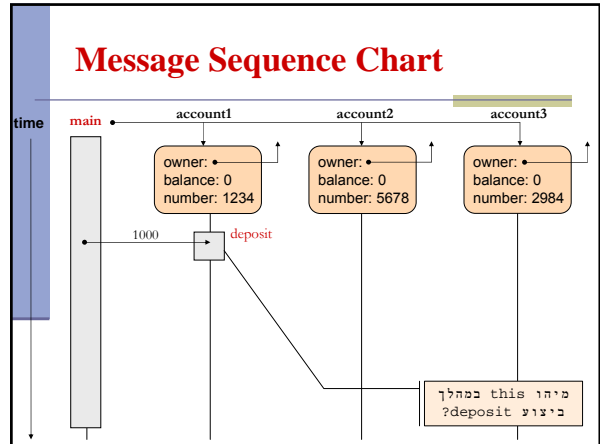 Message Sequence Chart
time
main
account1
account2
account3
owner:
balance: 0
number: 1234
owner:
balance: 0
number: 5678
owner:
balance: 0
number: 2984
1000
deposit
מיהו this במהלך
ביצוע deposit?